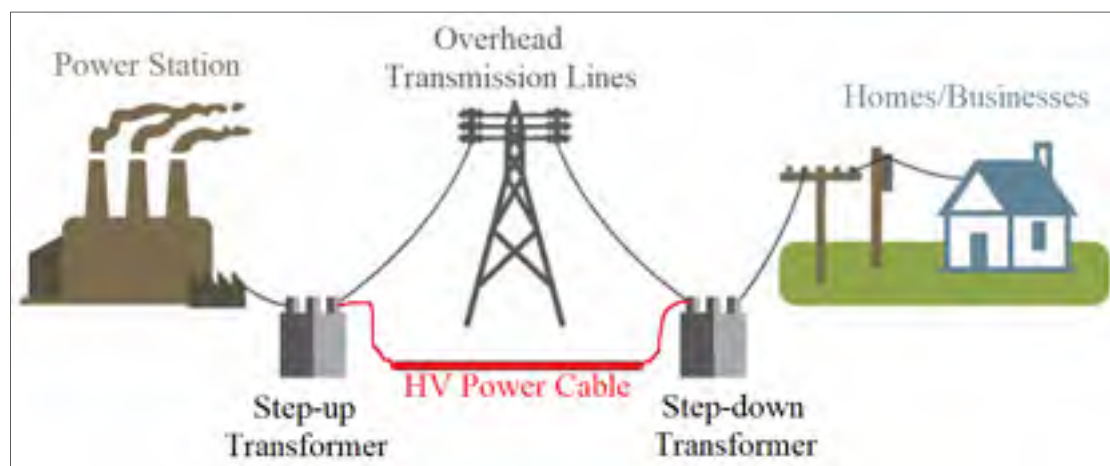 Power Station
Overhead
Transmission Lines
Homes/Businesses
HV Power Cable
Step-up
Transformer
Step-down
Transformer